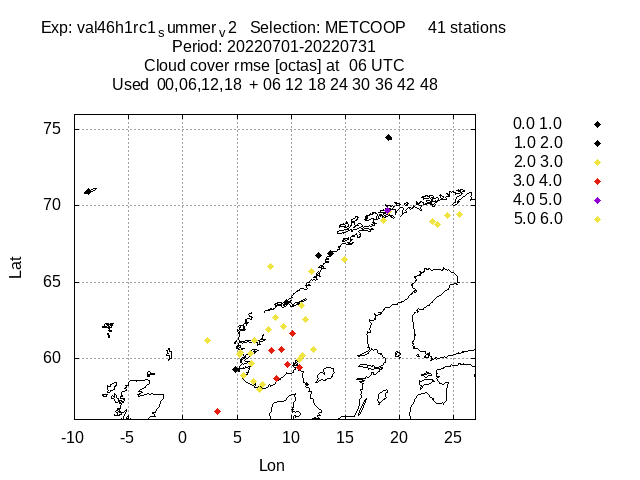 Exp: val46h1rc1ₛummerᵥ2   Selection: METCOOP     41 stations
Period: 20220701-20220731
Cloud cover rmse [octas] at  06 UTC
Used  00,06,12,18  + 06 12 18 24 30 36 42 48
0.0 1.0
1.0 2.0
2.0 3.0
3.0 4.0
4.0 5.0
5.0 6.0
75
70
65
60
Lat
-10 -5 0 5 10 15 20 25
Lon